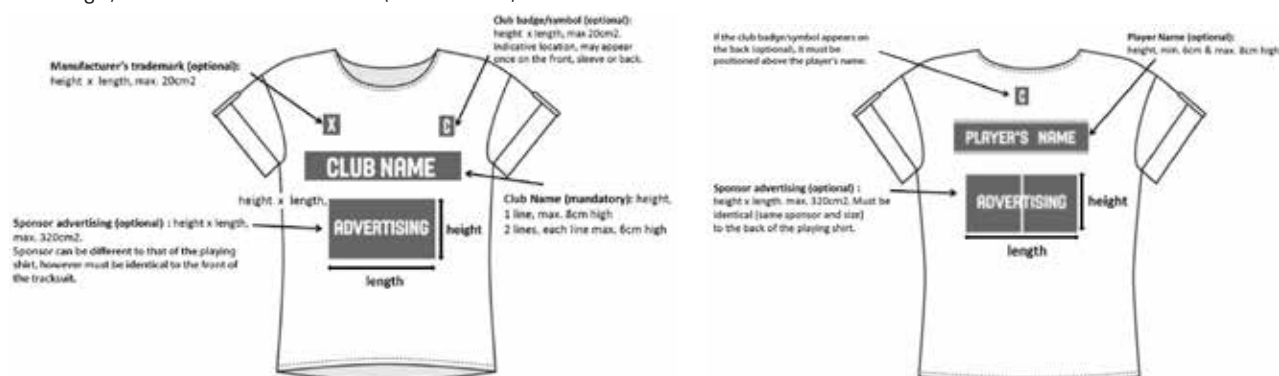 Club badge/symbol (optional):
height x length, max 20cm2.
Indicative location, may appear
once on the front, sleeve or back.
Manufacturer's trademark (optional):
height x length, max. 20cm2
X
C
CLUB NAME
height x length,
Club Name (mandatory): height,
1 line, max. 8cm high
2 lines, each line max. 6cm high
Sponsor advertising (optional) : height x length,
max. 320cm2.
Sponsor can be different to that of the playing
shirt, however must be identical to the front of
the tracksuit.
ADVERTISING
height
length
If the club badge/symbol appears on
the back (optional), it must be
positioned above the player's name.
Player Name (optional):
height, min. 6cm & max. 8cm high
C
PLAYER'S NAME
Sponsor advertising (optional) :
height x length. max. 320cm2. Must be
identical (same sponsor and size)
to the back of the playing shirt.
ADVERTISING
height
length